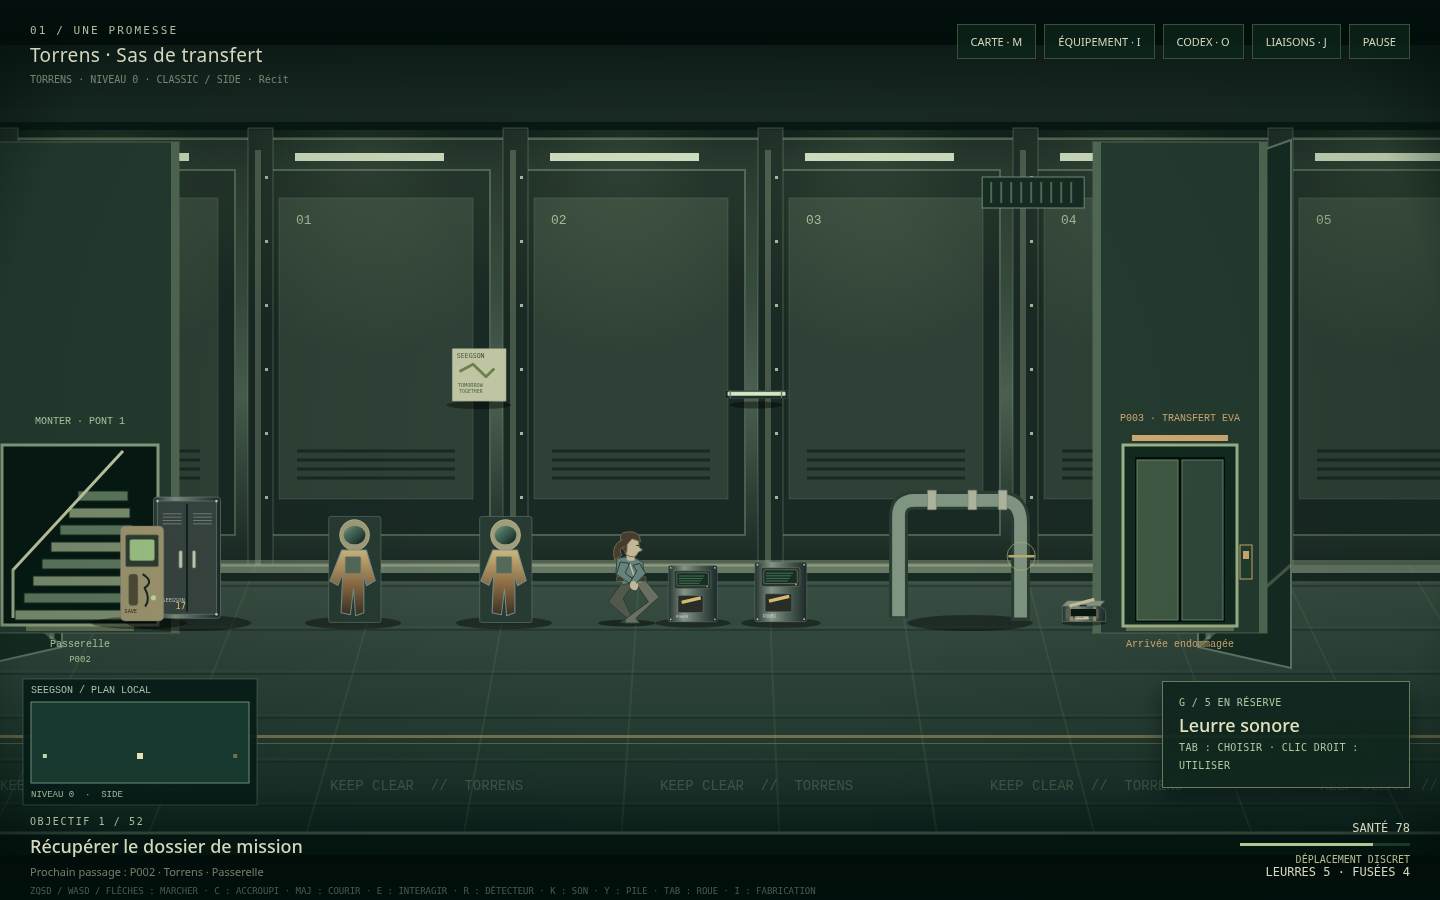 01 / UNE PROMESSE
Torrens · Sas de transfert
TORRENS · NIVEAU 0 · CLASSIC / SIDE · Récit
CARTE · M
ÉQUIPEMENT · I
CODEX · O
LIAISONS · J
PAUSE
01
02
03
04
05
SEEGSON
TOMORROW
TOGETHER
MONTER · PONT 1
P003 · TRANSFERT EVA
SAVE
17
Passerelle
P002
Arrivée endommagée
SEEGSON / PLAN LOCAL
NIVEAU 0 · SIDE
KEEP CLEAR // TORRENS
KEEP CLEAR // TORRENS
KEEP CLEAR // TORRENS
G / 5 EN RÉSERVE
Leurre sonore
TAB : CHOISIR · CLIC DROIT :
UTILISER
OBJECTIF 1 / 52
Récupérer le dossier de mission
Prochain passage : P002 · Torrens · Passerelle
ZQSD / WASD / FLÈCHES : MARCHER · C : ACCROUPI · MAJ : COURIR · E : INTERAGIR · R : DÉTECTEUR · K : SON · Y : PILE · TAB : ROUE · I : FABRICATION
SANTÉ 78
DÉPLACEMENT DISCRET
LEURRES 5 · FUSÉES 4